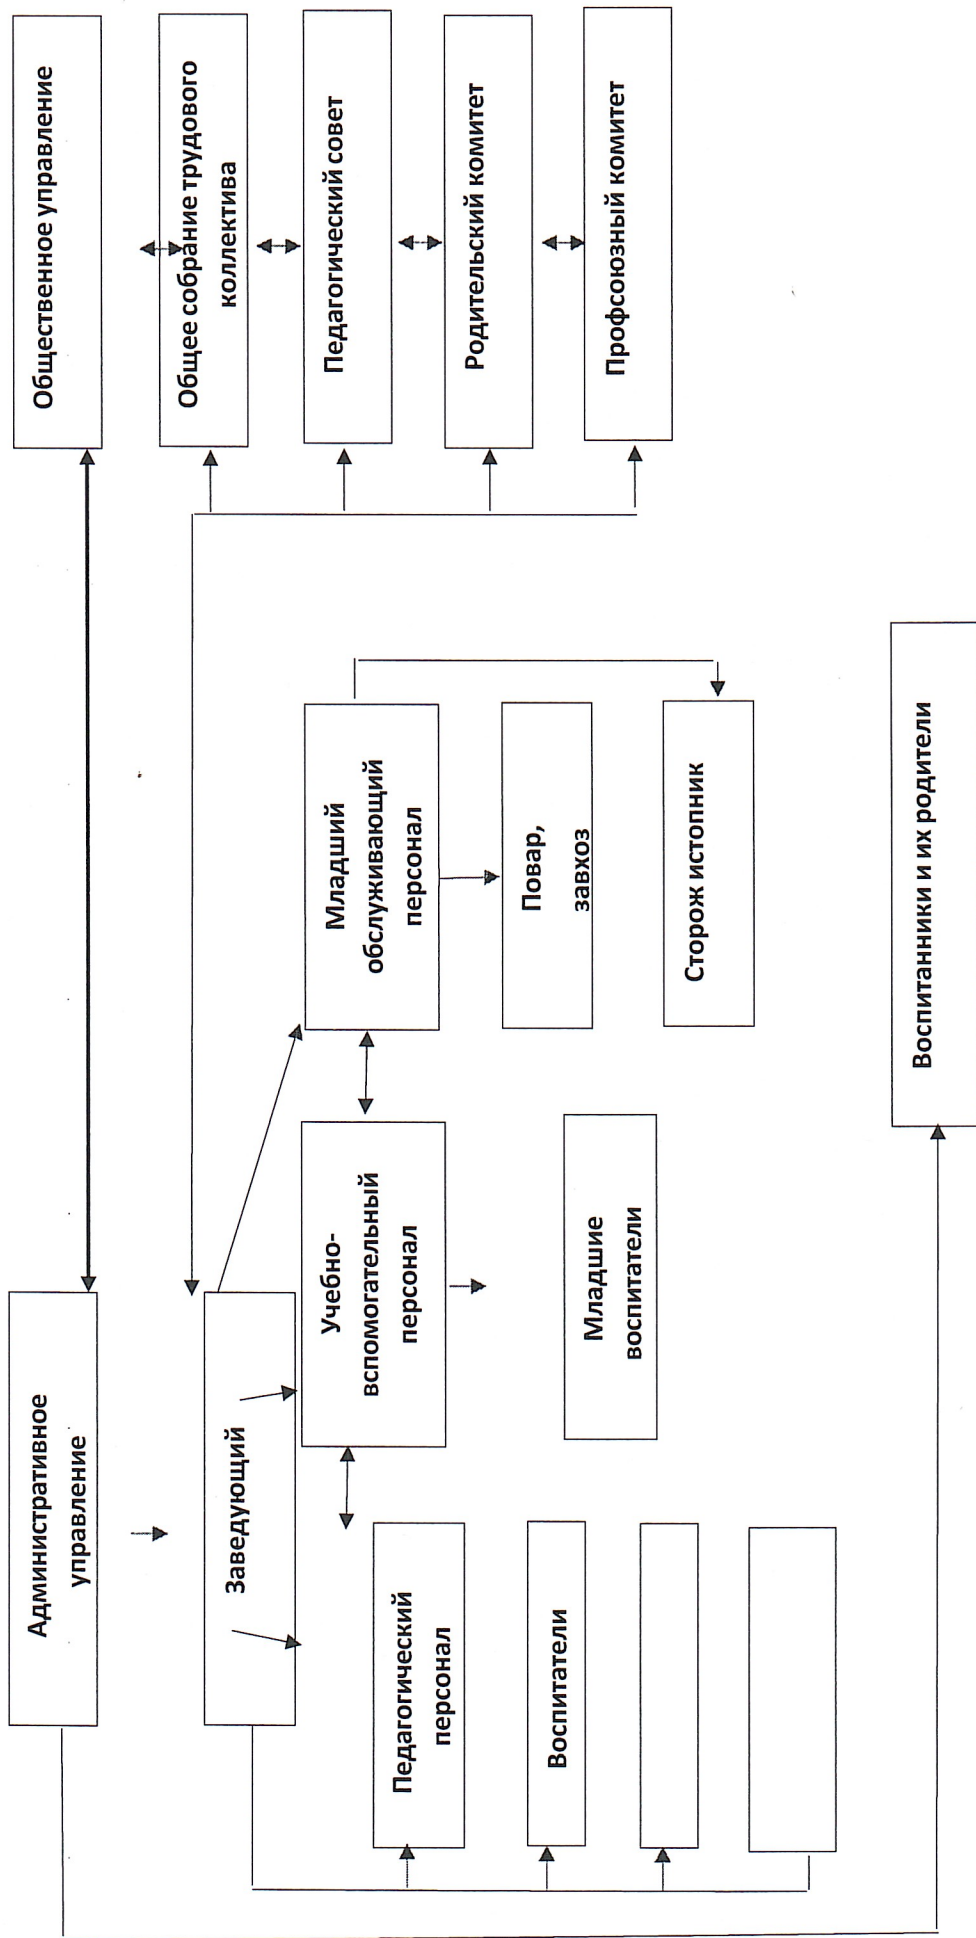 Административное
управление
Общественное управление
Заведующий
Общее собрание трудового
коллектива
Педагогический совет
Родительский комитет
Профсоюзный комитет
Педагогический
персонал
Учебно-
вспомогательный
персонал
Младший
обслуживающий
персонал
Воспитатели
Младшие
воспитатели
Повар,
завхоз
Сторож истопник
Воспитанники и их родители